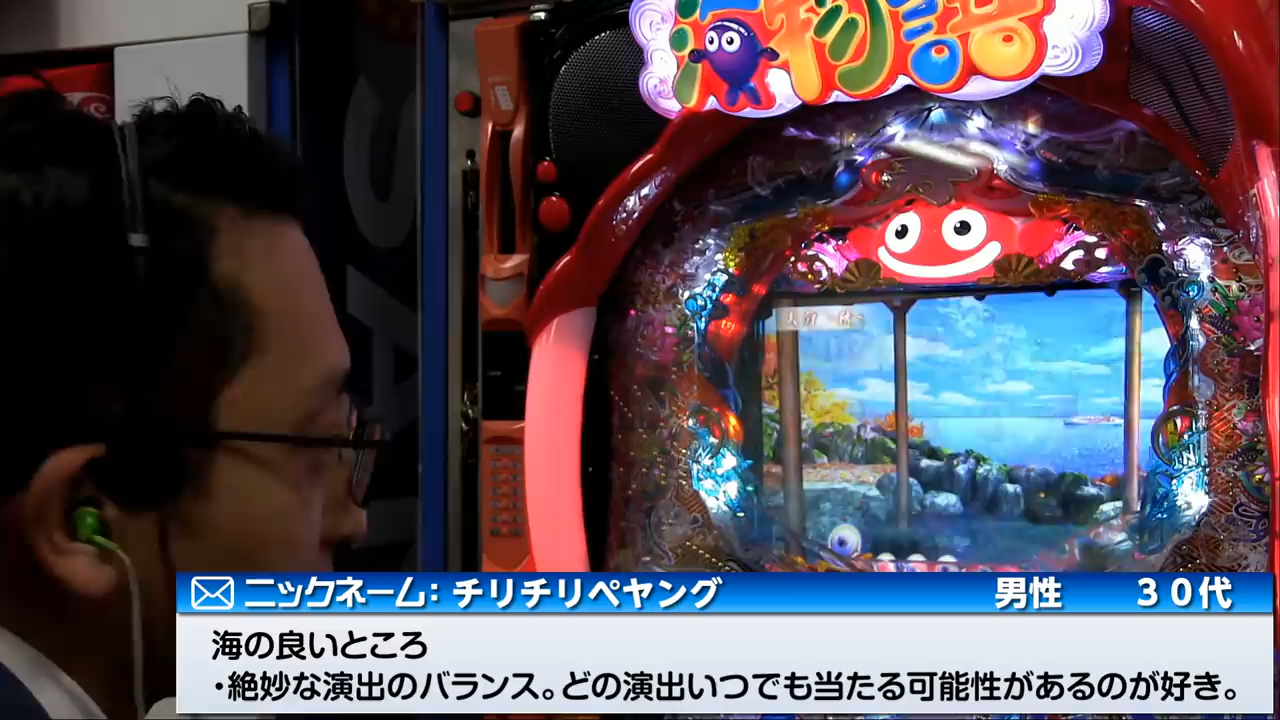 海物語
ニックネーム：チリチリペヤング 男性 30代
海の良いところ
・絶妙な演出のバランス。どの演出いつでも当たる可能性があるのが好き。